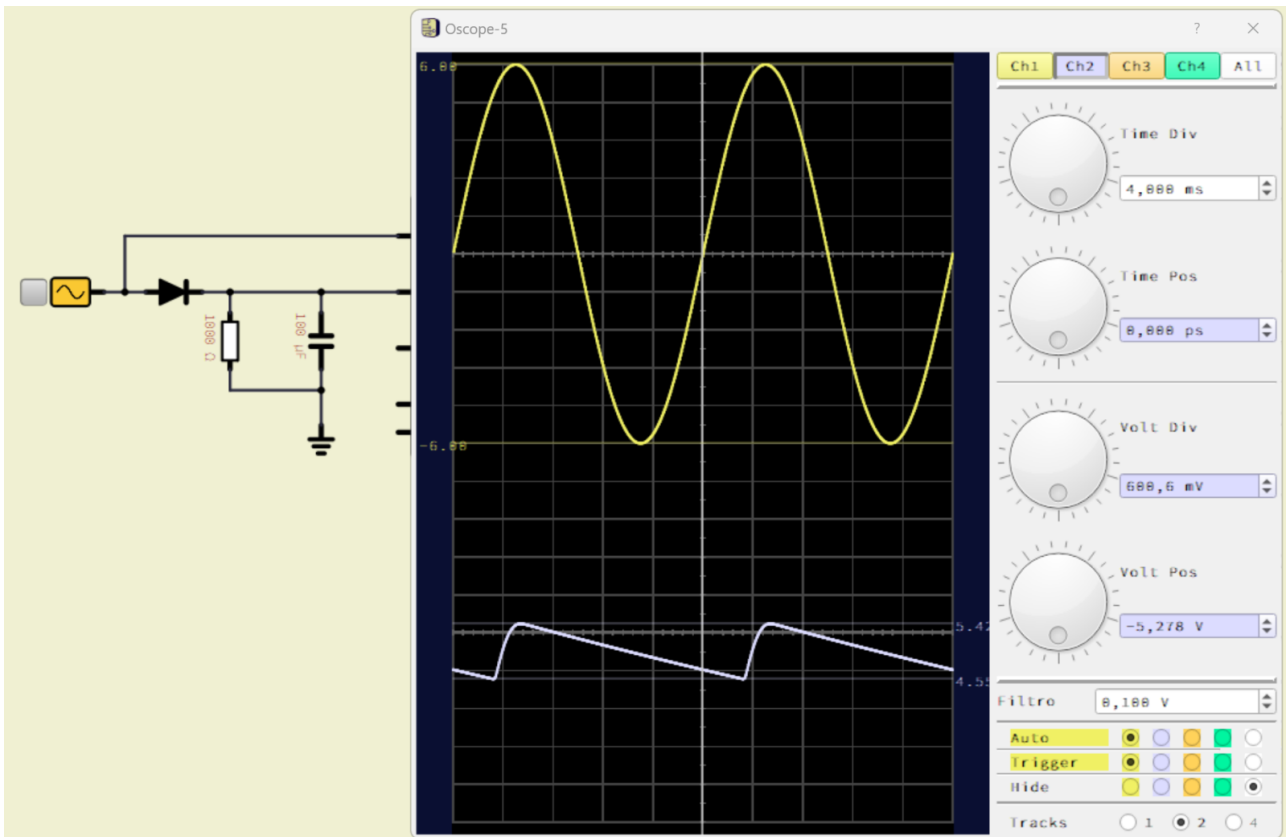 Oscope-5
?
6.00
-6.00
5.42
4.55
1000 Ω
100 µF
Ch1 Ch2 Ch3 Ch4 All
Time Div
4,000 ms
Time Pos
0,000 ps
Volt Div
600,6 mV
Volt Pos
-5,278 V
Filtro 0,100 V
Auto
Trigger
Hide
Tracks 1 2 4